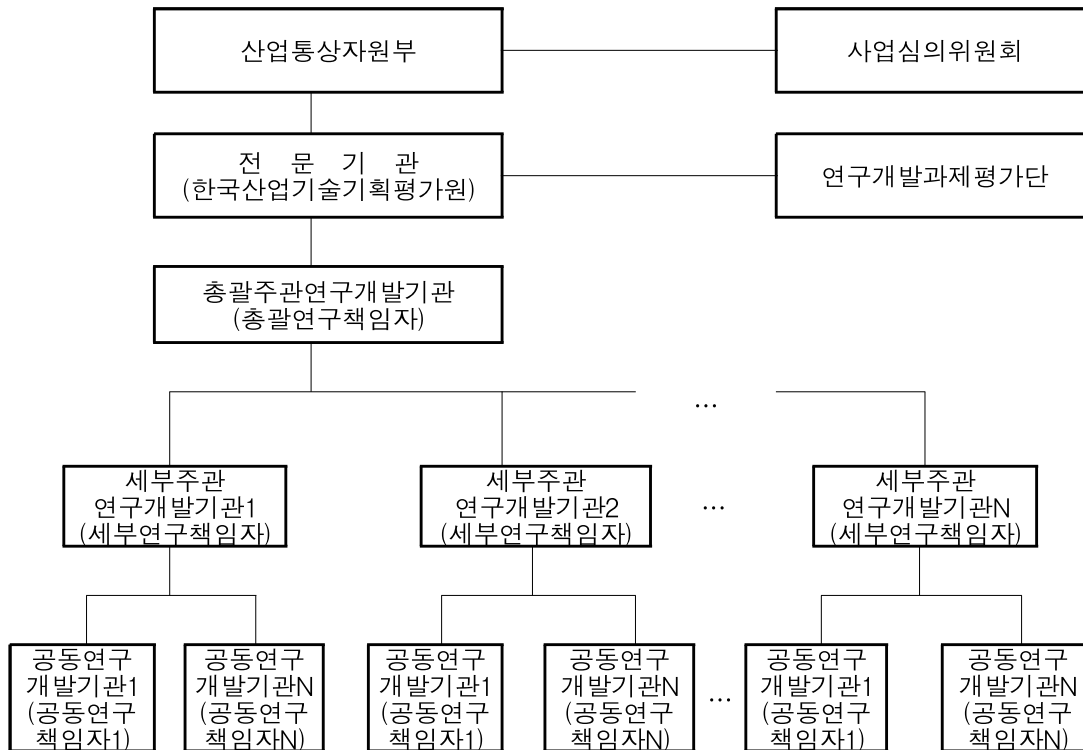 산업통상자원부
사업심의위원회
전 문 기 관
(한국산업기술기획평가원)
연구개발과제평가단
총괄주관연구개발기관
(총괄연구책임자)
...
세부주관
연구개발기관1
(세부연구책임자)
세부주관
연구개발기관2
(세부연구책임자)
...
세부주관
연구개발기관N
(세부연구책임자)
공동연구
개발기관1
(공동연구
책임자1)
공동연구
개발기관N
(공동연구
책임자N)
공동연구
개발기관1
(공동연구
책임자1)
공동연구
개발기관N
(공동연구
책임자N)
...
공동연구
개발기관1
(공동연구
책임자1)
공동연구
개발기관N
(공동연구
책임자N)